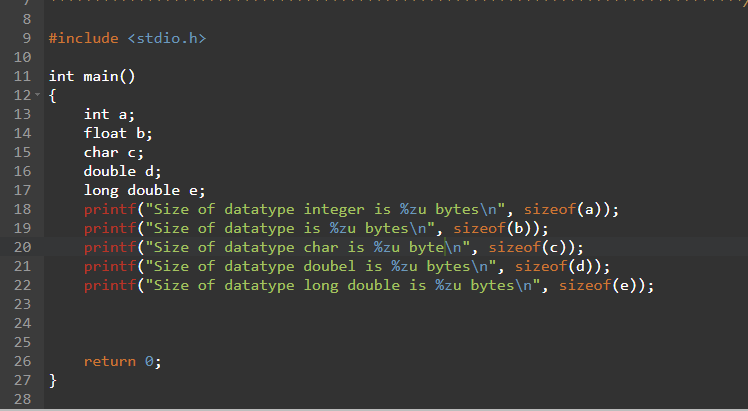 7 ************************************************************************/
8
9 #include <stdio.h>
10
11 int main()
12 {
13     int a;
14     float b;
15     char c;
16     double d;
17     long double e;
18     printf("Size of datatype integer is %zu bytes\n", sizeof(a));
19     printf("Size of datatype is %zu bytes\n", sizeof(b));
20     printf("Size of datatype char is %zu byte\n", sizeof(c));
21     printf("Size of datatype doubel is %zu bytes\n", sizeof(d));
22     printf("Size of datatype long double is %zu bytes\n", sizeof(e));
23
24
25
26     return 0;
27 }
28